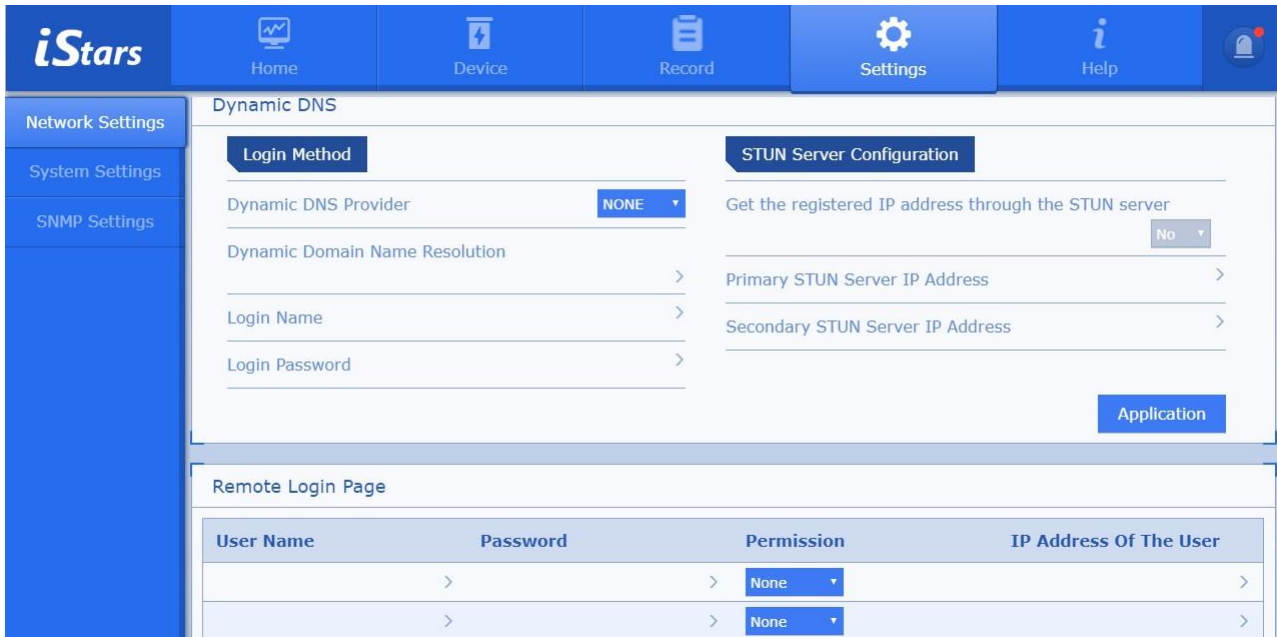 iStars
Home
Device
Record
Settings
Help
Network Settings
System Settings
SNMP Settings
Dynamic DNS
Login Method
Dynamic DNS Provider
NONE
Dynamic Domain Name Resolution
Login Name
Login Password
STUN Server Configuration
Get the registered IP address through the STUN server
No
Primary STUN Server IP Address
Secondary STUN Server IP Address
Application
Remote Login Page
User Name Password Permission IP Address Of The User
None
None